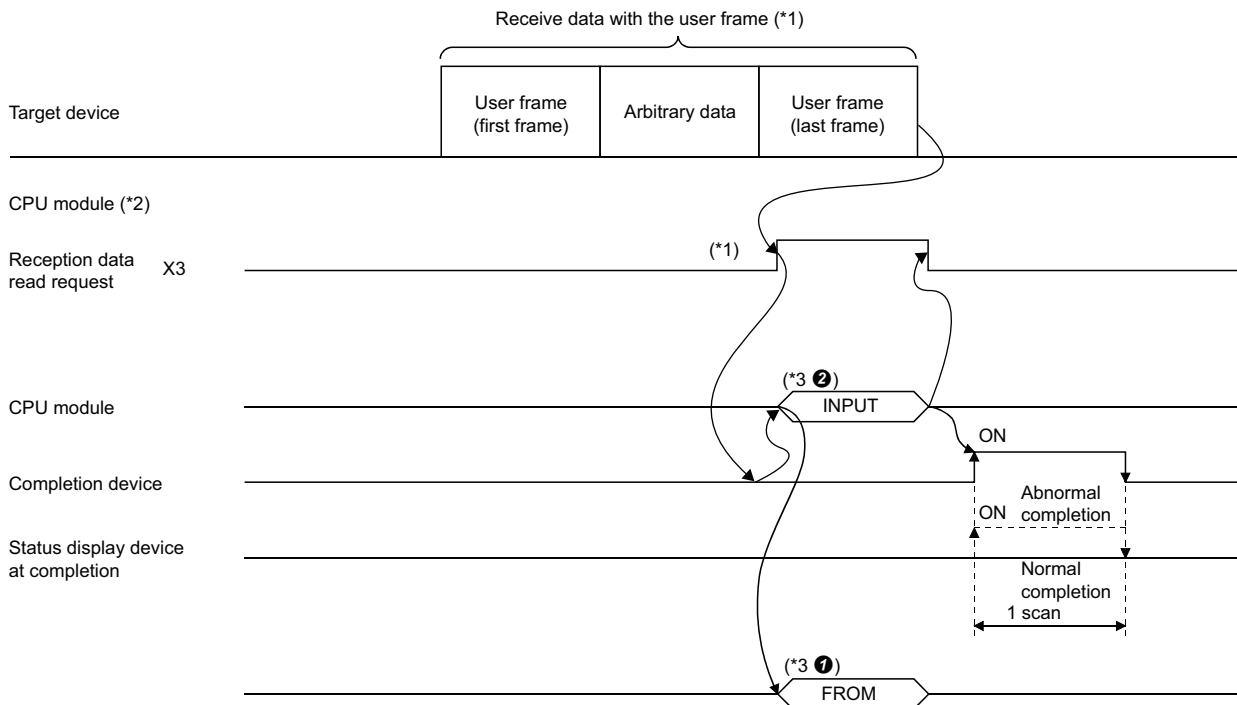 Receive data with the user frame (*1)
Target device
User frame
(first frame)
Arbitrary data
User frame
(last frame)
CPU module (*2)
Reception data
read request
X3
(*1)
(*3 ❷)
CPU module
INPUT
ON
Completion device
Abnormal
completion
ON
Status display device
at completion
Normal
completion
1 scan
(*3 ❶)
FROM